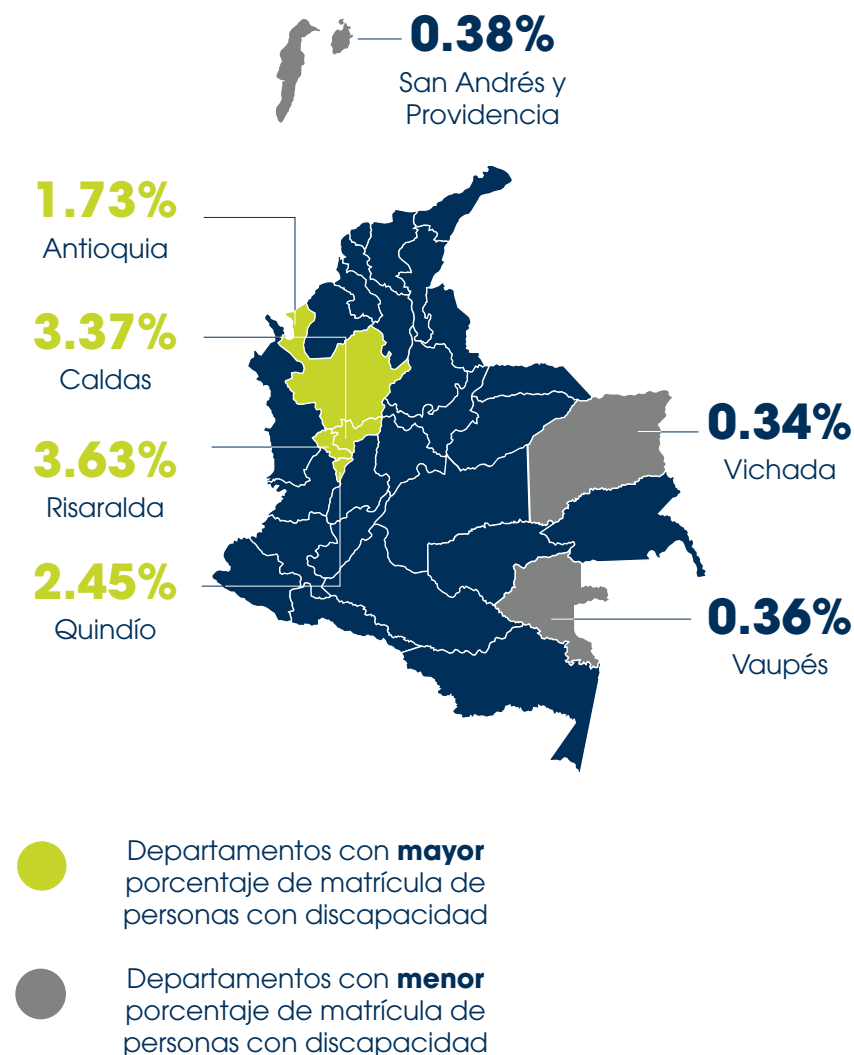 0.38%
San Andrés y
Providencia
1.73%
Antioquia
3.37%
Caldas
3.63%
Risaralda
2.45%
Quindío
0.34%
Vichada
0.36%
Vaupés
Departamentos con mayor
porcentaje de matrícula de
personas con discapacidad
Departamentos con menor
porcentaje de matrícula de
personas con discapacidad